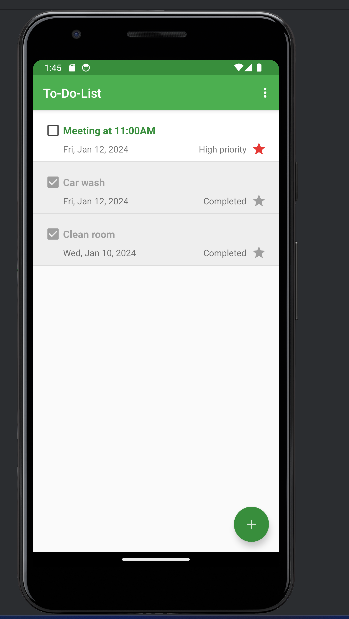 1:45
To-Do-List
Meeting at 11:00AM
Fri, Jan 12, 2024 High priority
Car wash
Fri, Jan 12, 2024 Completed
Clean room
Wed, Jan 10, 2024 Completed